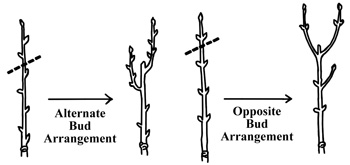 Alternate
Bud
Arrangement
Opposite
Bud
Arrangement